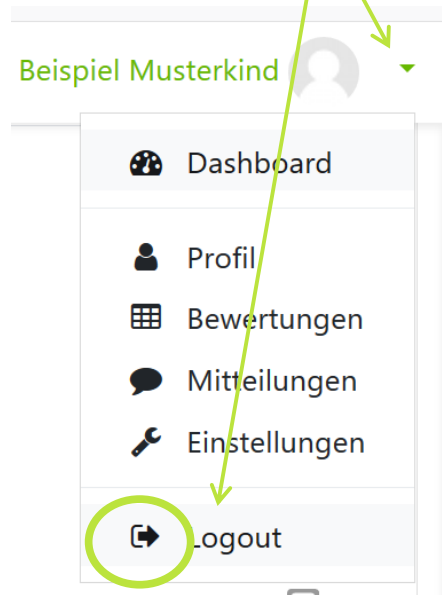 Beispiel Musterkind
Dashboard
Profil
Bewertungen
Mitteilungen
Einstellungen
Logout